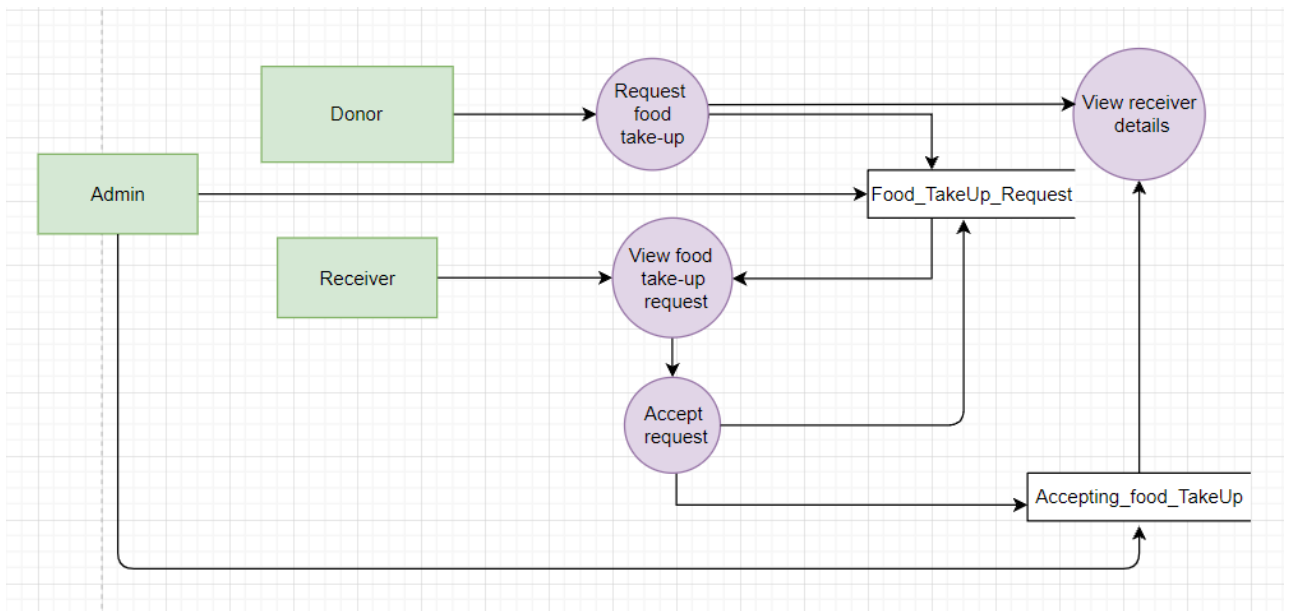 Donor
Request
food
take-up
View receiver
details
Admin
Food_TakeUp_Request
Receiver
View food
take-up
request
Accept
request
Accepting_food_TakeUp